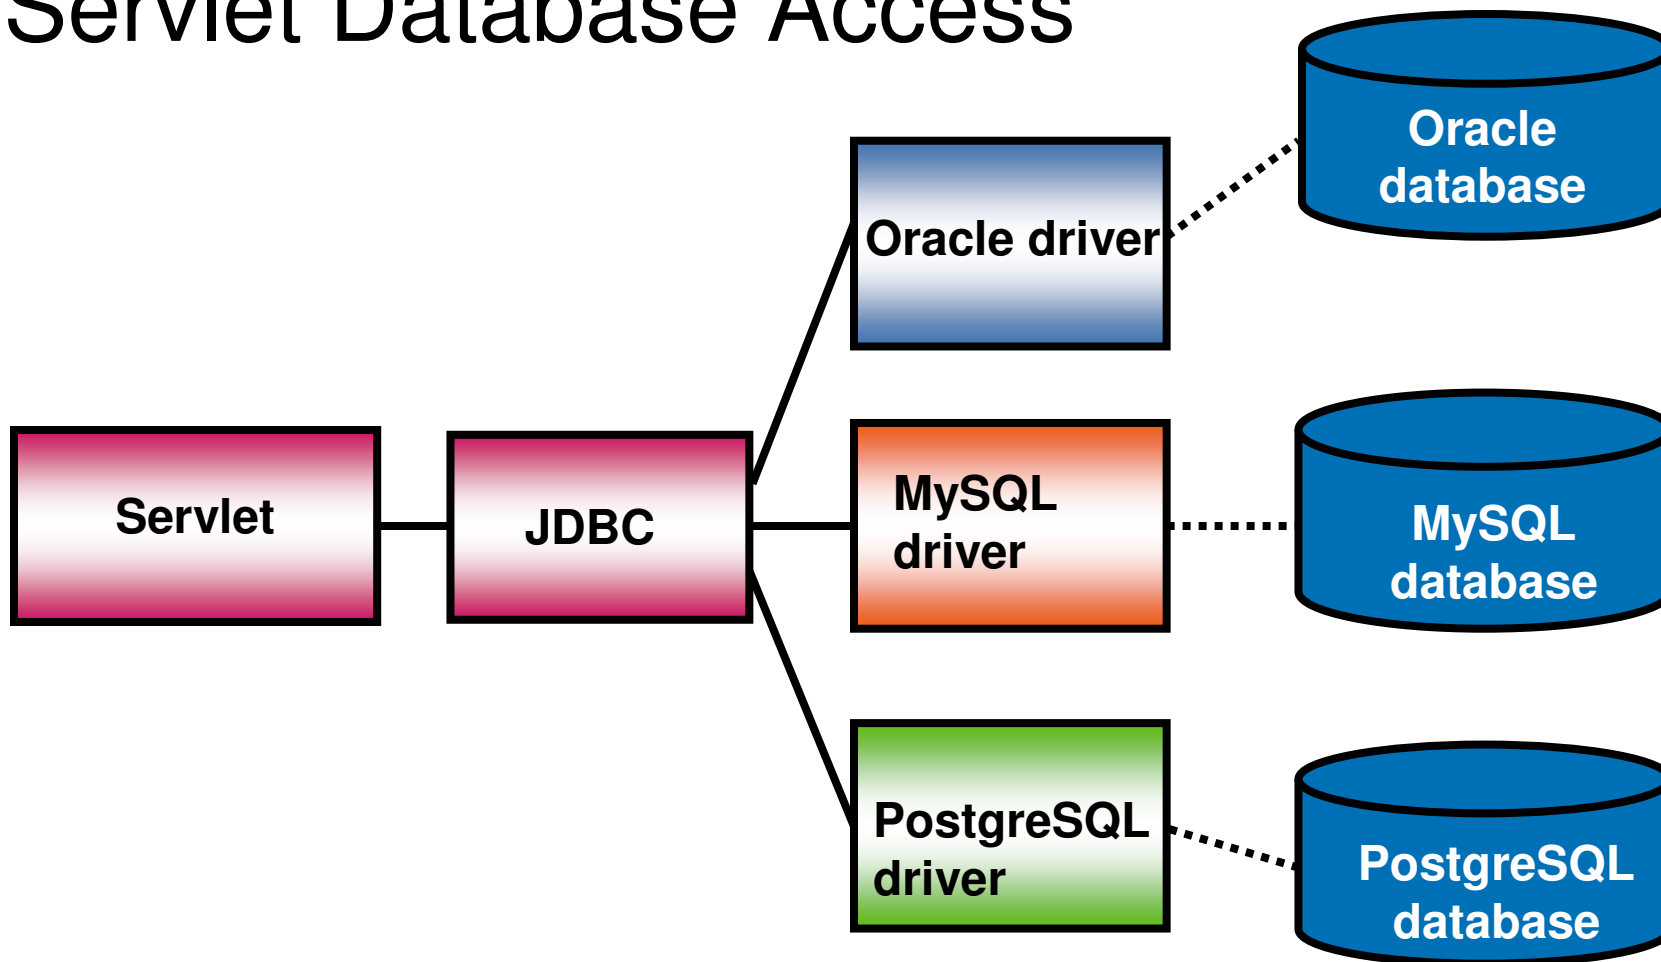 Servlet Database Access
Oracle
database
Oracle driver
Servlet
JDBC
MySQL
driver
MySQL
database
PostgreSQL
driver
PostgreSQL
database